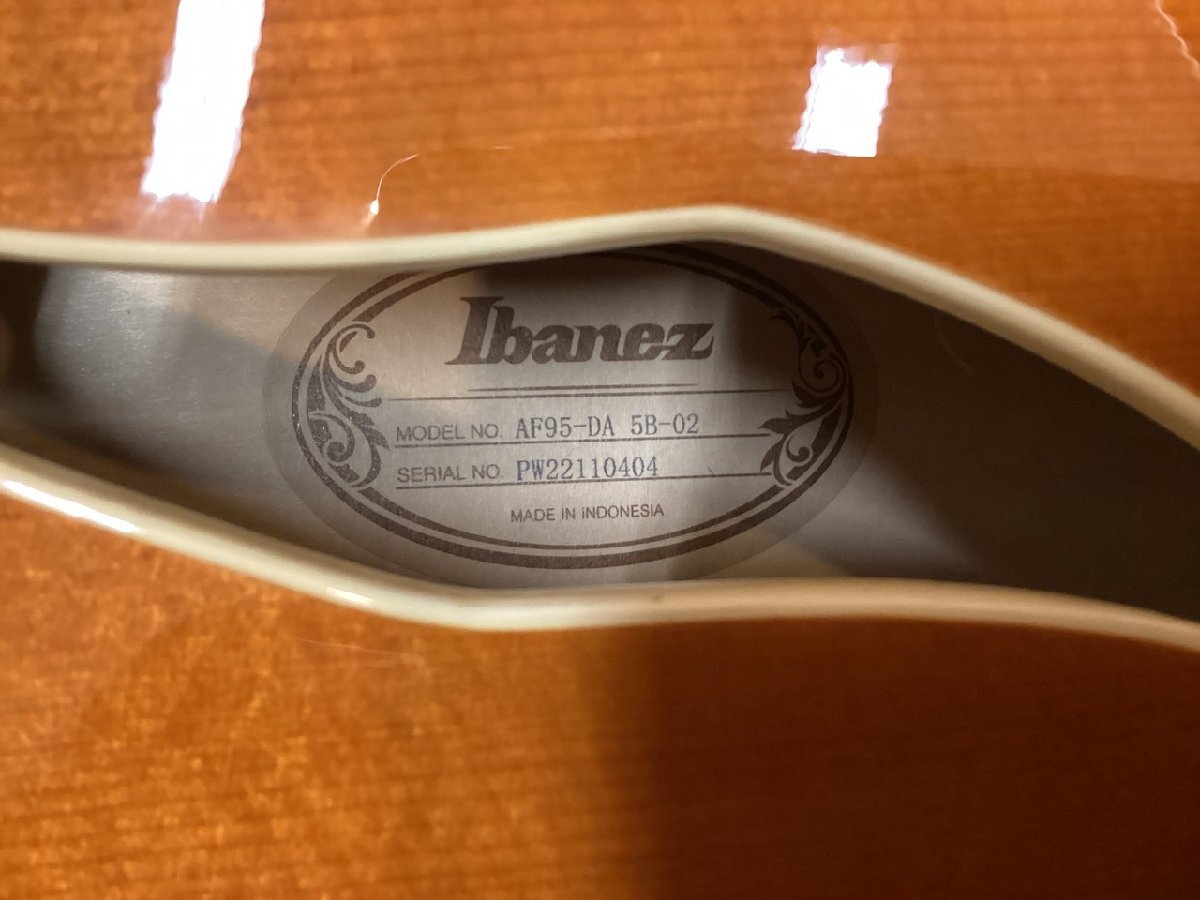 Ibanez
MODEL NO. AF95-DA 5B-02
SERIAL NO. PW22110404
MADE IN INDONESIA